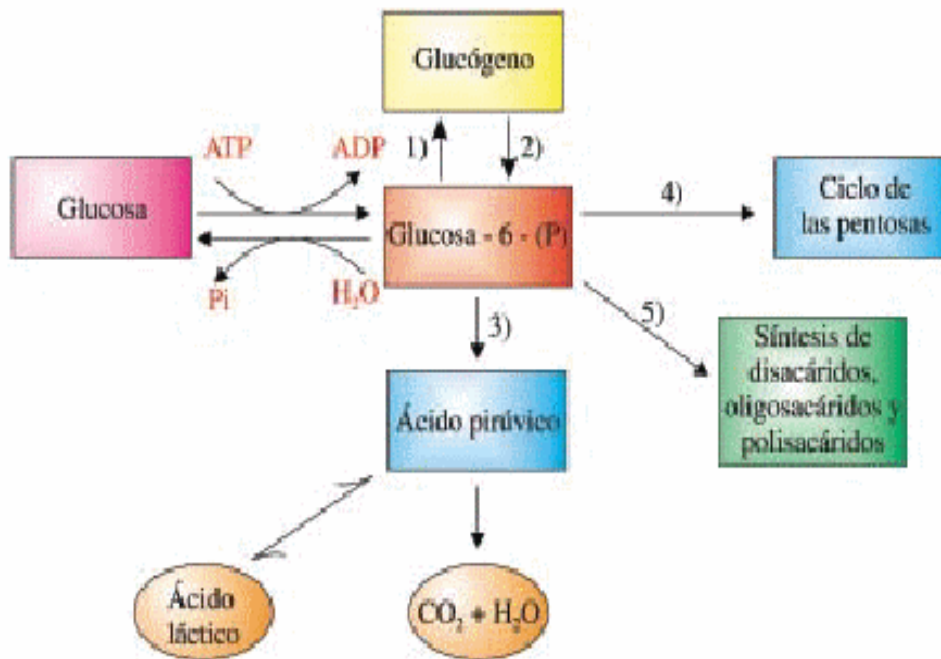 Glucógeno
ATP
ADP
1)
2)
Glucosa
Glucosa - 6 - (P)
4)
Ciclo de
las pentosas
Pi
H₂O
3)
5)
Síntesis de
disacáridos,
oligosacáridos y
polisacáridos
Ácido pirúvico
Ácido
láctico
CO₂ + H₂O